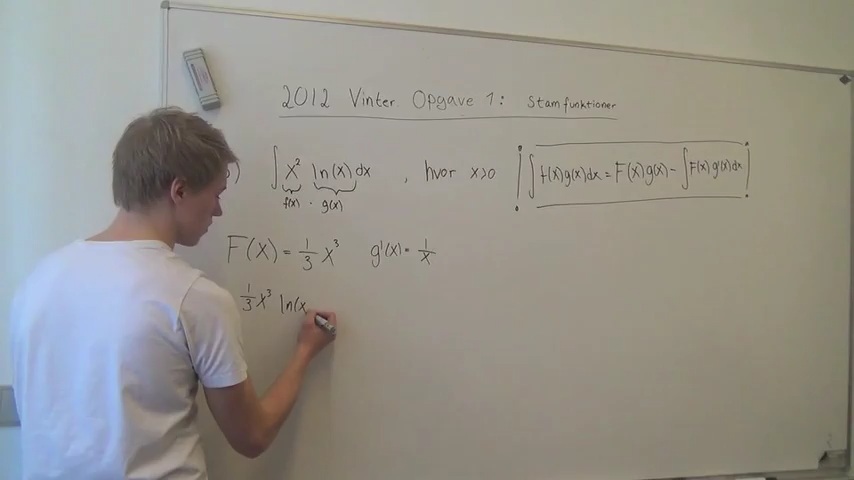 2012 Vinter. Opgave 1: Stamfunktioner
) ∫ x² ln(x) dx , hvor x>0
f(x) · g(x)
∫ f(x)g(x)dx = F(x)g(x) - ∫ F(x)g'(x)dx
F(x) = 1/3 x³ g'(x) = 1/x
1/3 x³ ln(x